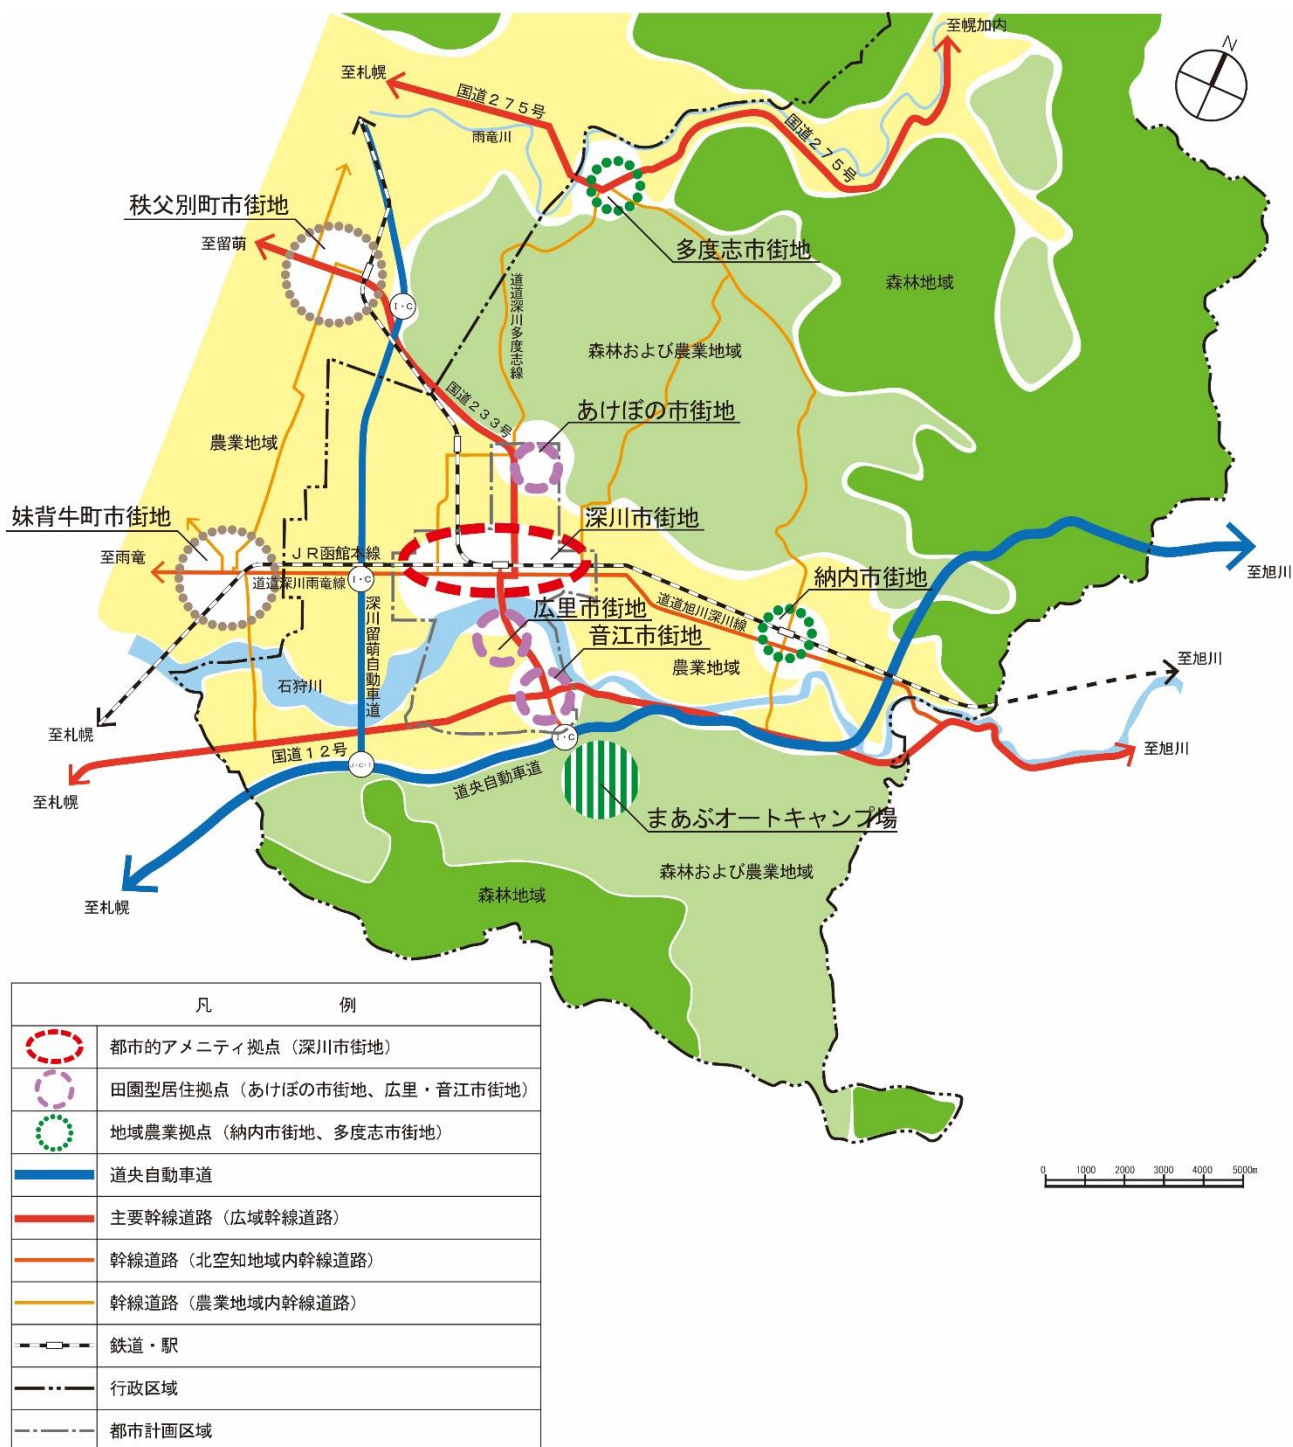 至幌加内
N
至札幌
国道275号
雨竜川
国道275号
秩父別町市街地
至留萌
多度志市街地
森林地域
I・C
道道深川多度志線
森林および農業地域
国道233号
あけぼの市街地
農業地域
妹背牛町市街地
深川市街地
JR函館本線
至雨竜
道道深川雨竜線
I・C
至旭川
納内市街地
広里市街地
道道旭川深川線
音江市街地
深川留萌自動車道
農業地域
至旭川
石狩川
至札幌
国道12号
I・C
至旭川
J・C・T
道央自動車道
至札幌
まあぶオートキャンプ場
森林および農業地域
森林地域
至札幌
凡 例
都市的アメニティ拠点（深川市街地）
田園型居住拠点（あけぼの市街地、広里・音江市街地）
地域農業拠点（納内市街地、多度志市街地）
道央自動車道
主要幹線道路（広域幹線道路）
幹線道路（北空知地域内幹線道路）
幹線道路（農業地域内幹線道路）
鉄道・駅
行政区域
都市計画区域
0 1000 2000 3000 4000 5000m